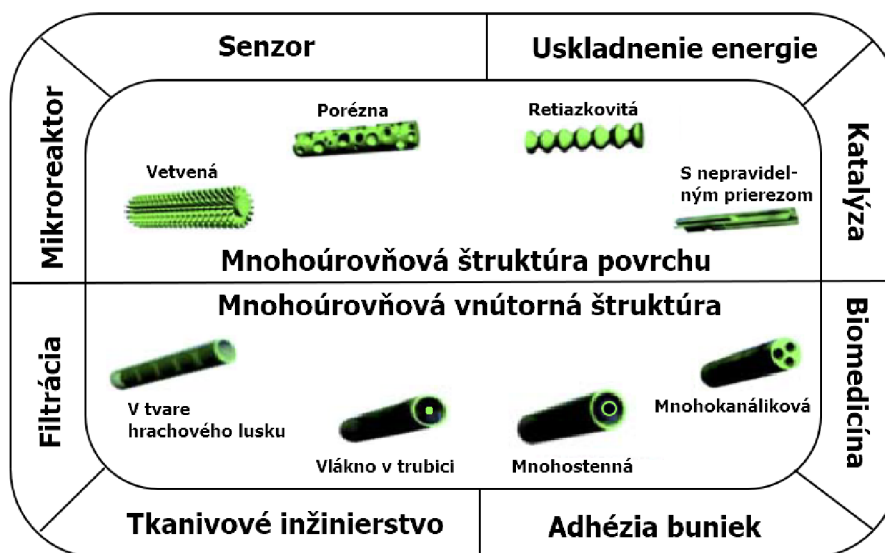 Senzor
Uskladnenie energie
Mikroreaktor
Katalýza
Porézna
Retiazkovitá
Vetvená
S nepravidel-
ným prierezom
Mnohoúrovňová štruktúra povrchu
Mnohoúrovňová vnútorná štruktúra
Filtrácia
Biomedicína
V tvare
hrachového lusku
Vlákno v trubici
Mnohostenná
Mnohokanáliková
Tkanivové inžinierstvo
Adhézia buniek